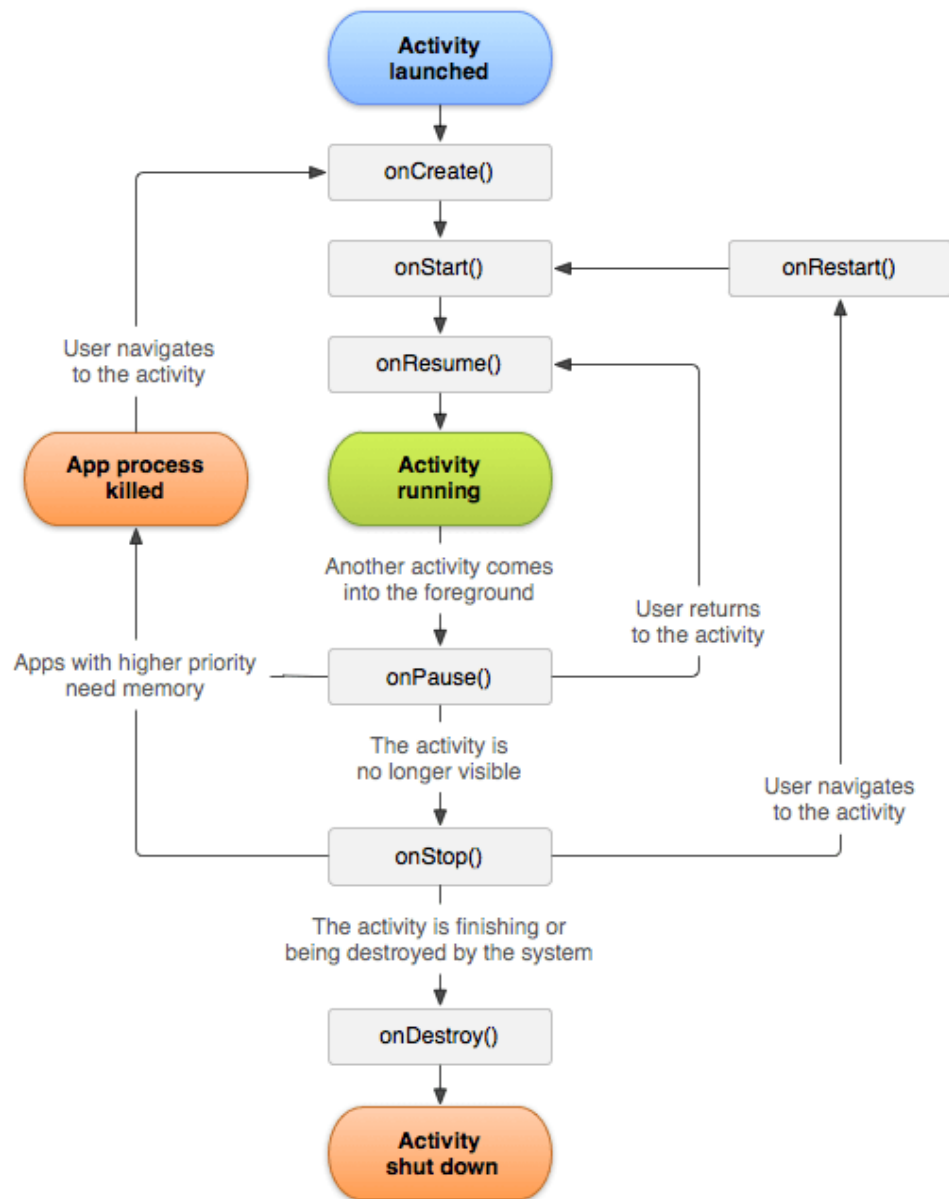 Activity
launched
onCreate()
onStart()
onRestart()
onResume()
User navigates
to the activity
App process
killed
Activity
running
Another activity comes
into the foreground
User returns
to the activity
Apps with higher priority
need memory
onPause()
The activity is
no longer visible
User navigates
to the activity
onStop()
The activity is finishing or
being destroyed by the system
onDestroy()
Activity
shut down